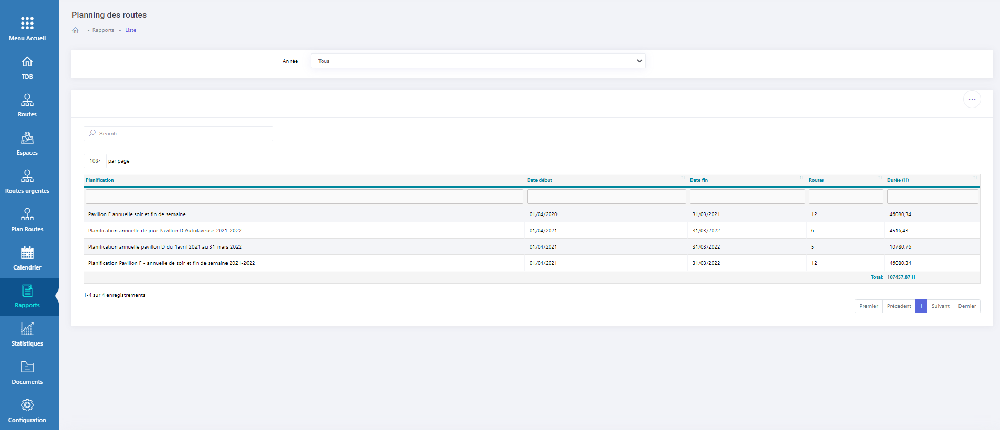 Menu Accueil
TDB
Routes
Espaces
Routes urgentes
Plan Routes
Calendrier
Rapports
Statistiques
Documents
Configuration
Planning des routes
- Rapports - Liste
Année Tous
Search...
100 par page
Planification Date début Date fin Routes Durée (H)
Pavillon F annuelle soir et fin de semaine 01/04/2020 31/03/2021 12 46080,34
Planification annuelle de jour Pavillon D Autolaveuse 2021-2022 01/04/2021 31/03/2022 6 4516,43
Planification annuelle pavillon D du 1avril 2021 au 31 mars 2022 01/04/2021 31/03/2022 5 10780,76
Planification Pavillon F - annuelle de soir et fin de semaine 2021-2022 01/04/2021 31/03/2022 12 46080,34
Total: 107457.87 H
1-4 sur 4 enregistrements
Premier Précédent 1 Suivant Dernier